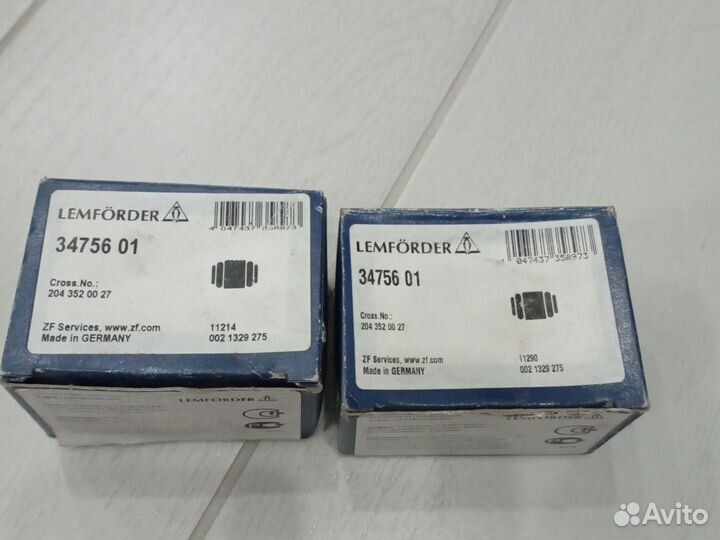 LEMFÖRDER
4 047437 358973
34756 01
Cross.No.:
204 352 00 27
ZF Services, www.zf.com
11214
Made in GERMANY
002 1329 275
LEMFÖRDER
LEMFÖRDER
047437 358973
34756 01
Cross.No.:
204 352 00 27
ZF Services, www.zf.com
11290
Made in GERMANY
002 1329 275
LEMFÖRDER
Avito